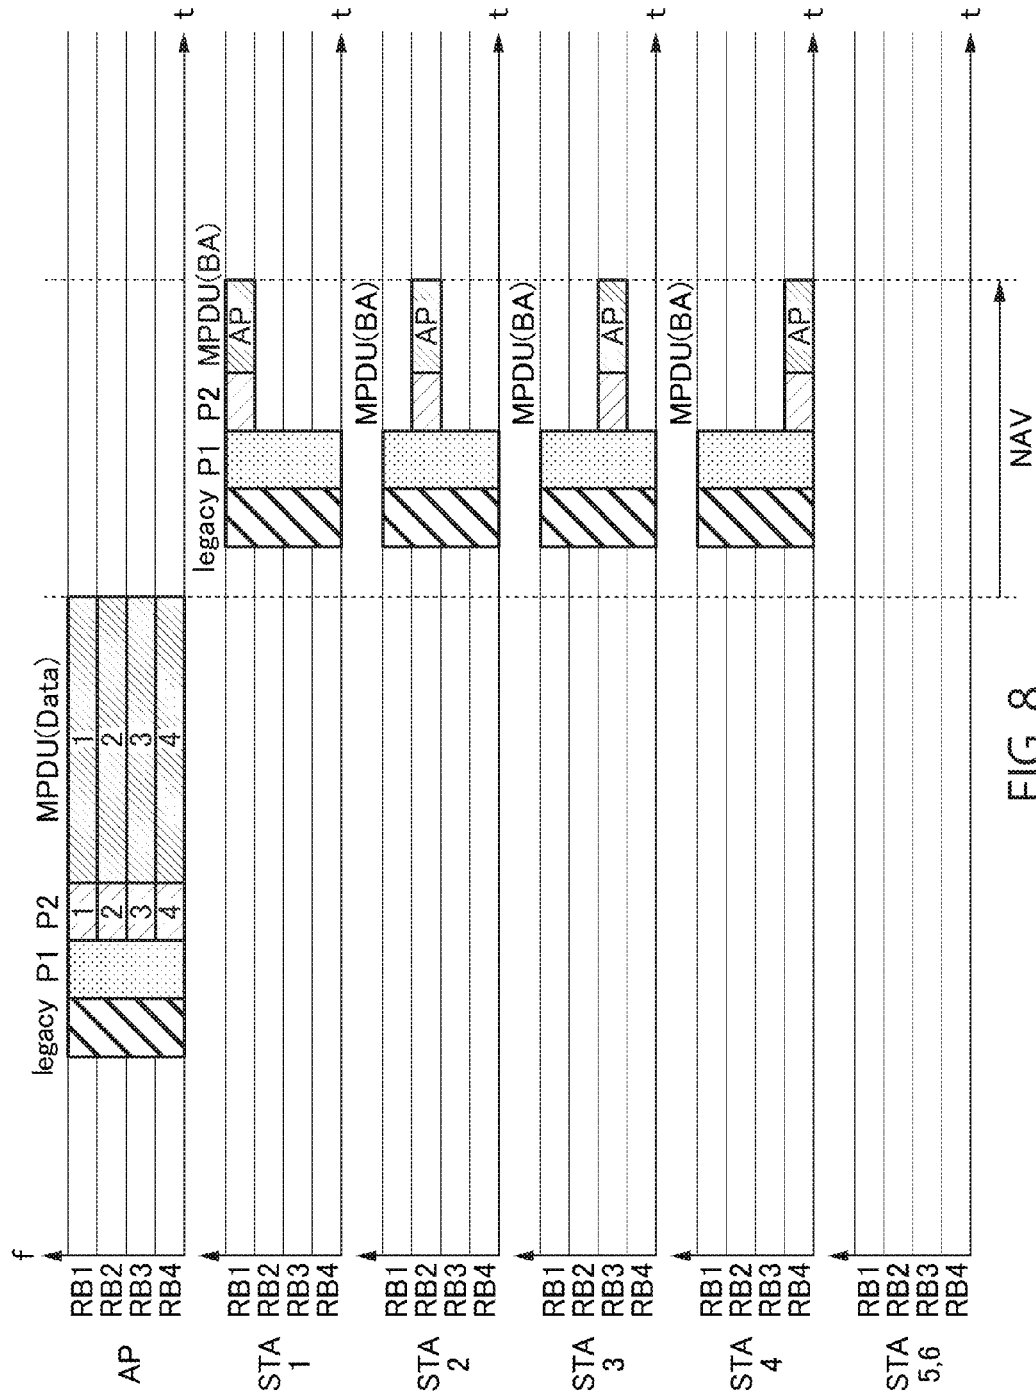 f
AP
RB1
RB2
RB3
RB4
legacy P1 P2 MPDU(Data)
1
2
3
4
1
2
3
4
t
STA
1
RB1
RB2
RB3
RB4
legacy P1 P2 MPDU(BA)
AP
t
STA
2
RB1
RB2
RB3
RB4
MPDU(BA)
AP
t
STA
3
RB1
RB2
RB3
RB4
MPDU(BA)
AP
t
STA
4
RB1
RB2
RB3
RB4
MPDU(BA)
AP
t
STA
5,6
RB1
RB2
RB3
RB4
t
NAV
FIG. 8